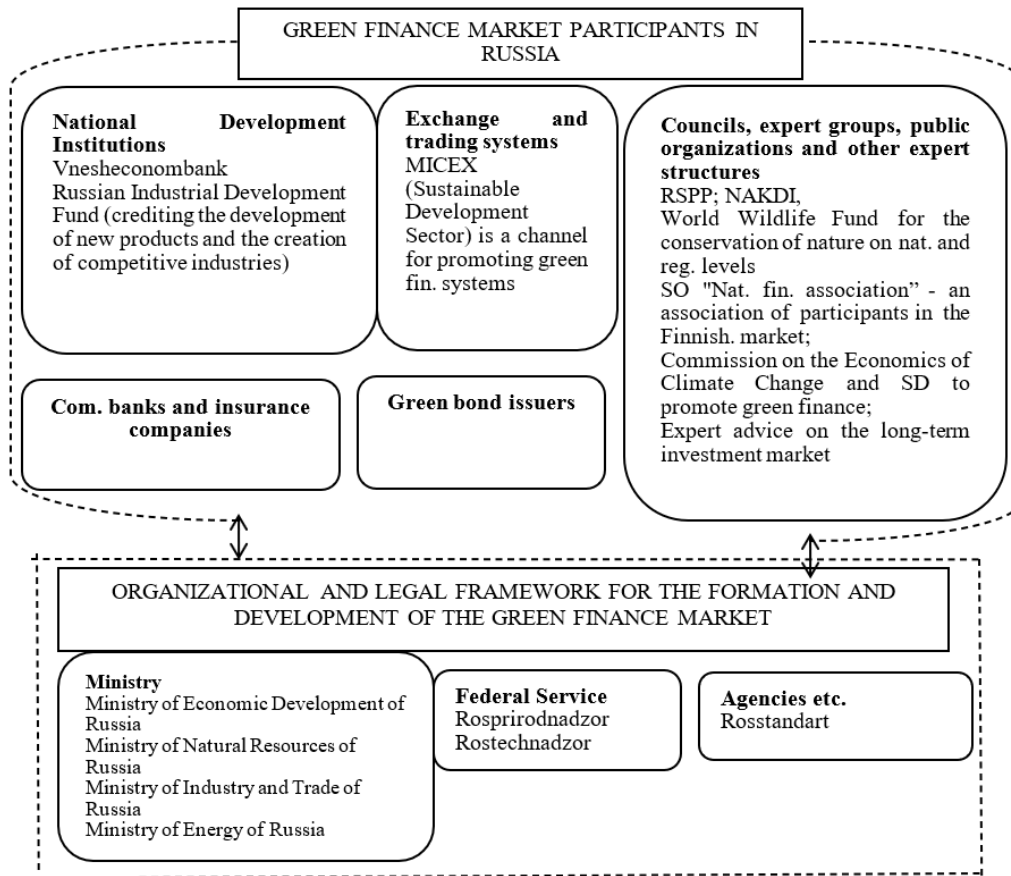 GREEN FINANCE MARKET PARTICIPANTS IN
RUSSIA
National Development
Institutions
Vnesheconombank
Russian Industrial Development
Fund (crediting the development
of new products and the creation
of competitive industries)
Exchange and
trading systems
MICEX
(Sustainable
Development
Sector) is a channel
for promoting green
fin. systems
Councils, expert groups, public
organizations and other expert
structures
RSPP; NAKDI,
World Wildlife Fund for the
conservation of nature on nat. and
reg. levels
SO "Nat. fin. association” - an
association of participants in the
Finnish. market;
Commission on the Economics of
Climate Change and SD to
promote green finance;
Expert advice on the long-term
investment market
Com. banks and insurance
companies
Green bond issuers
ORGANIZATIONAL AND LEGAL FRAMEWORK FOR THE FORMATION AND
DEVELOPMENT OF THE GREEN FINANCE MARKET
Ministry
Ministry of Economic Development of
Russia
Ministry of Natural Resources of
Russia
Ministry of Industry and Trade of
Russia
Ministry of Energy of Russia
Federal Service
Rosprirodnadzor
Rostechnadzor
Agencies etc.
Rosstandart